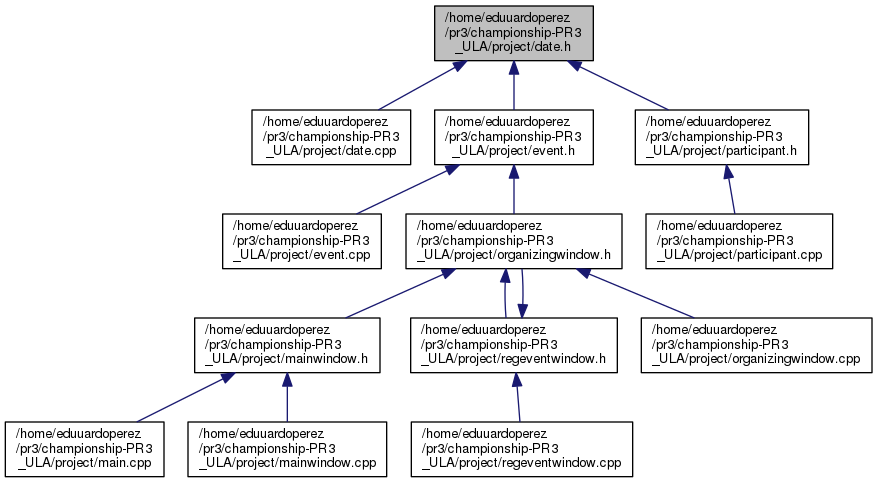 /home/eduuardoperez
/pr3/championship-PR3
_ULA/project/date.h
/home/eduuardoperez
/pr3/championship-PR3
_ULA/project/date.cpp
/home/eduuardoperez
/pr3/championship-PR3
_ULA/project/event.h
/home/eduuardoperez
/pr3/championship-PR3
_ULA/project/participant.h
/home/eduuardoperez
/pr3/championship-PR3
_ULA/project/event.cpp
/home/eduuardoperez
/pr3/championship-PR3
_ULA/project/organizingwindow.h
/home/eduuardoperez
/pr3/championship-PR3
_ULA/project/participant.cpp
/home/eduuardoperez
/pr3/championship-PR3
_ULA/project/mainwindow.h
/home/eduuardoperez
/pr3/championship-PR3
_ULA/project/regeventwindow.h
/home/eduuardoperez
/pr3/championship-PR3
_ULA/project/organizingwindow.cpp
/home/eduuardoperez
/pr3/championship-PR3
_ULA/project/main.cpp
/home/eduuardoperez
/pr3/championship-PR3
_ULA/project/mainwindow.cpp
/home/eduuardoperez
/pr3/championship-PR3
_ULA/project/regeventwindow.cpp